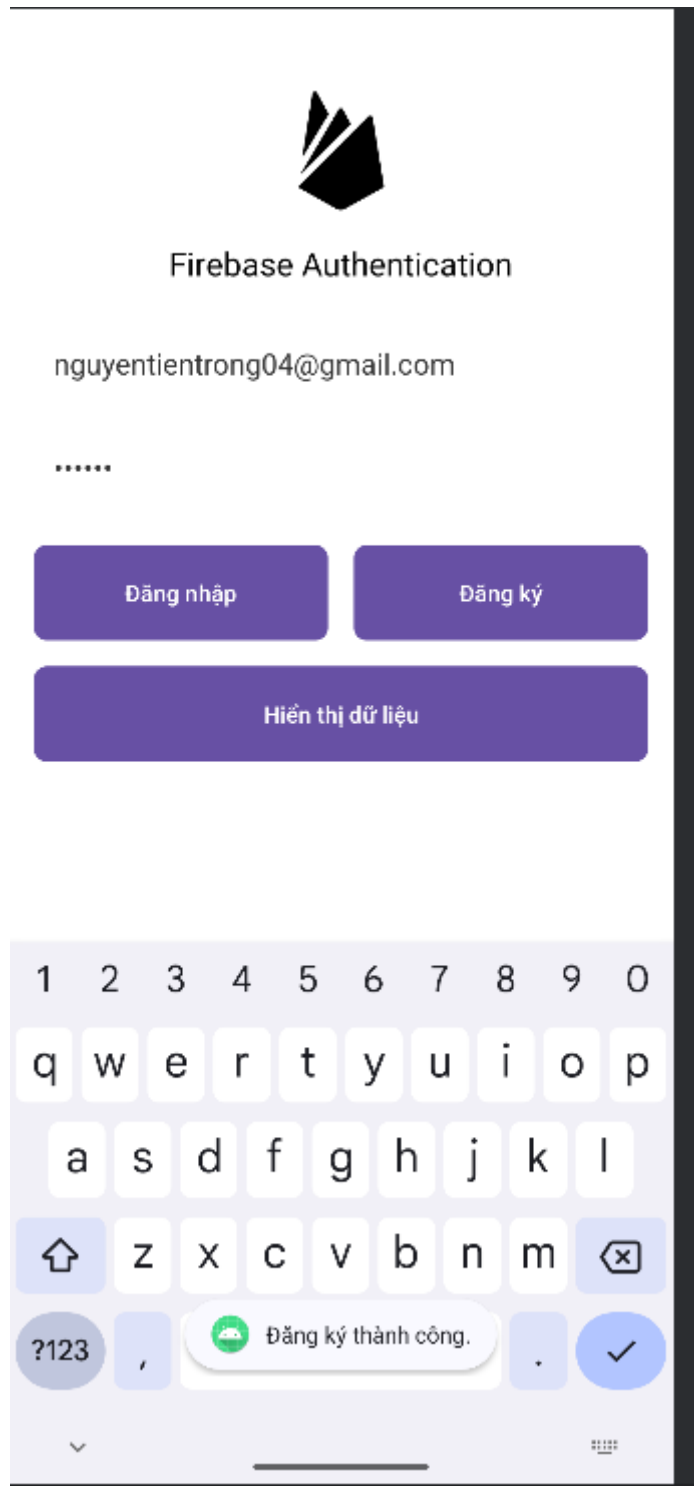 Firebase Authentication
nguyentientrong04@gmail.com
••••••
Đăng nhập
Đăng ký
Hiển thị dữ liệu
1 2 3 4 5 6 7 8 9 0
q w e r t y u i o p
a s d f g h j k l
z x c v b n m
?123 , .
Đăng ký thành công.